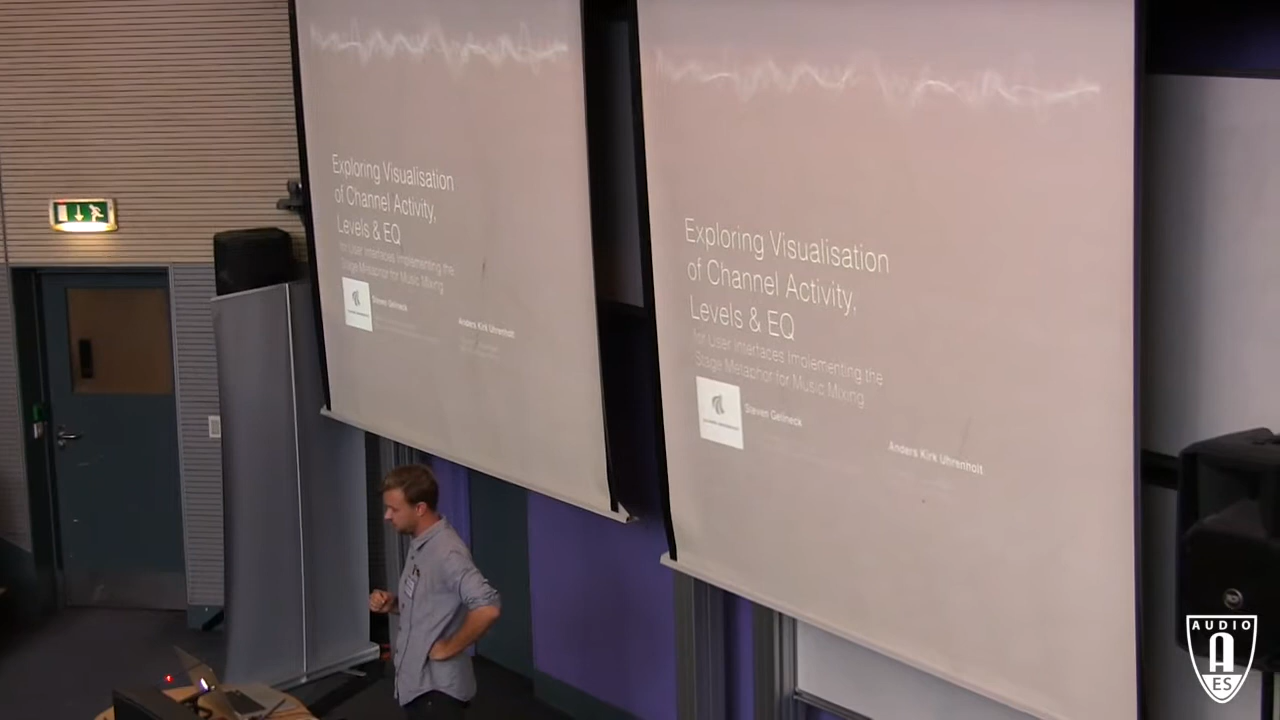 Exploring Visualisation
of Channel Activity,
Levels & EQ
for User Interfaces Implementing the
Stage Metaphor for Music Mixing
Steven Gelineck
Anders Kirk Uhrenholt
Exploring Visualisation
of Channel Activity,
Levels & EQ
for User Interfaces Implementing the
Stage Metaphor for Music Mixing
Steven Gelineck
Anders Kirk Uhrenholt
AUDIO
A
ES